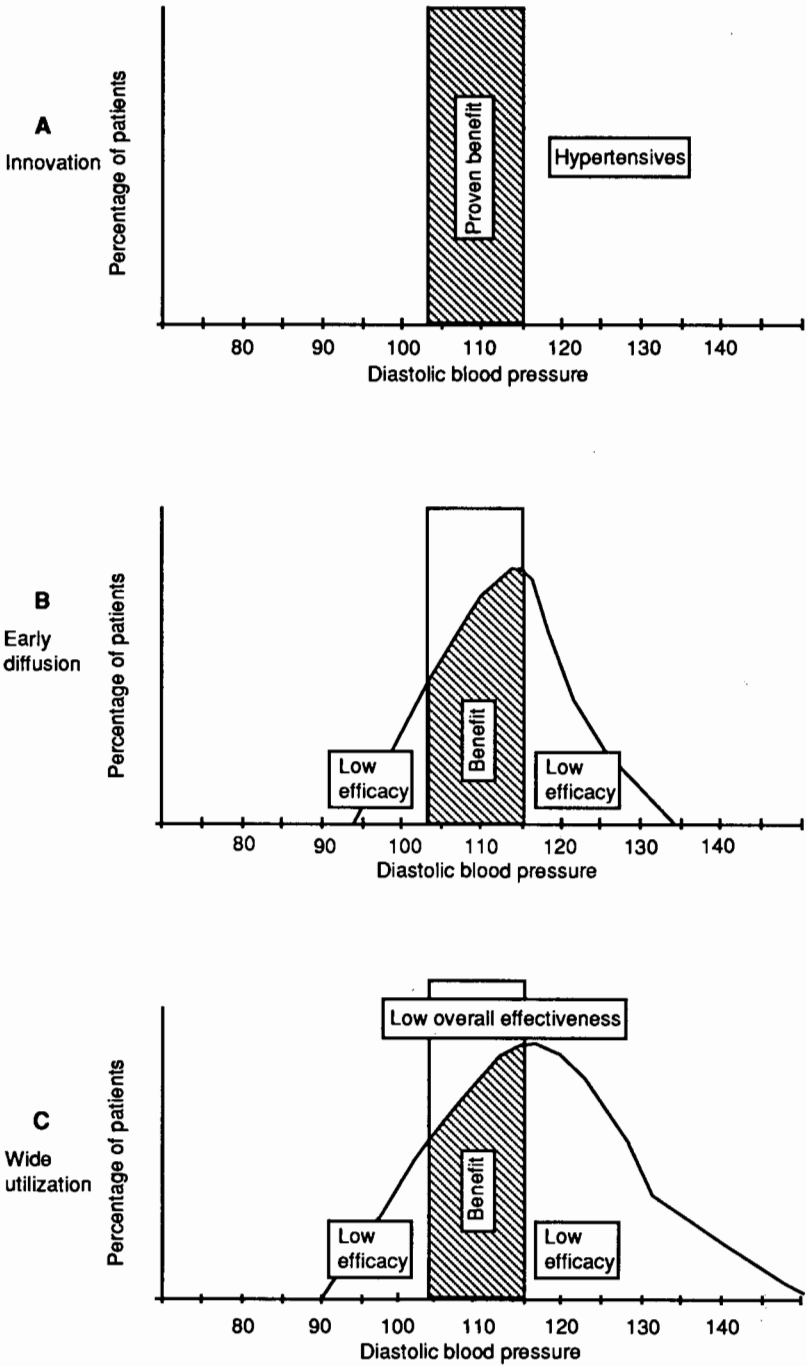 A
Innovation
Percentage of patients
Proven benefit
Hypertensives
80 90 100 110 120 130 140
Diastolic blood pressure
B
Early
diffusion
Percentage of patients
Low
efficacy
Benefit
Low
efficacy
80 90 100 110 120 130 140
Diastolic blood pressure
C
Wide
utilization
Percentage of patients
Low overall effectiveness
Low
efficacy
Benefit
Low
efficacy
80 90 100 110 120 130 140
Diastolic blood pressure